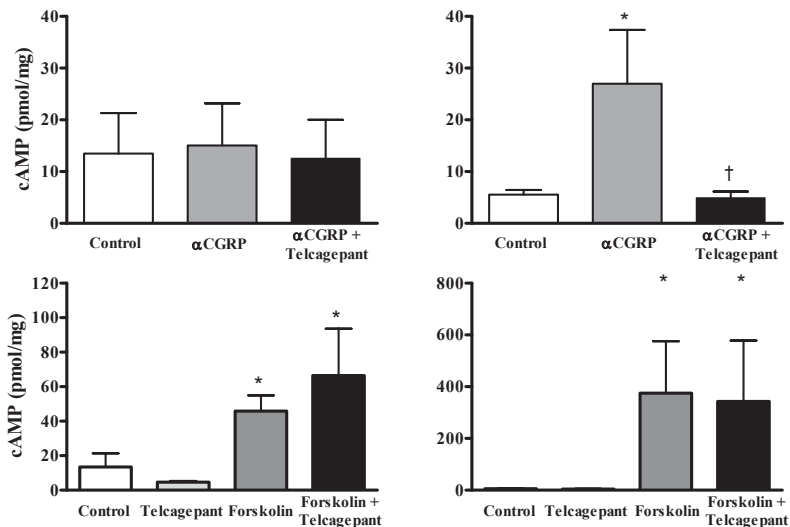 40
30
20
10
0
cAMP (pmol/mg)
Control
αCGRP
αCGRP +
Telcagepant
40
30
20
10
0
*
†
Control
αCGRP
αCGRP +
Telcagepant
120
100
80
60
40
20
0
cAMP (pmol/mg)
*
*
Control
Telcagepant
Forskolin
Forskolin +
Telcagepant
800
600
400
200
0
*
*
Control
Telcagepant
Forskolin
Forskolin +
Telcagepant